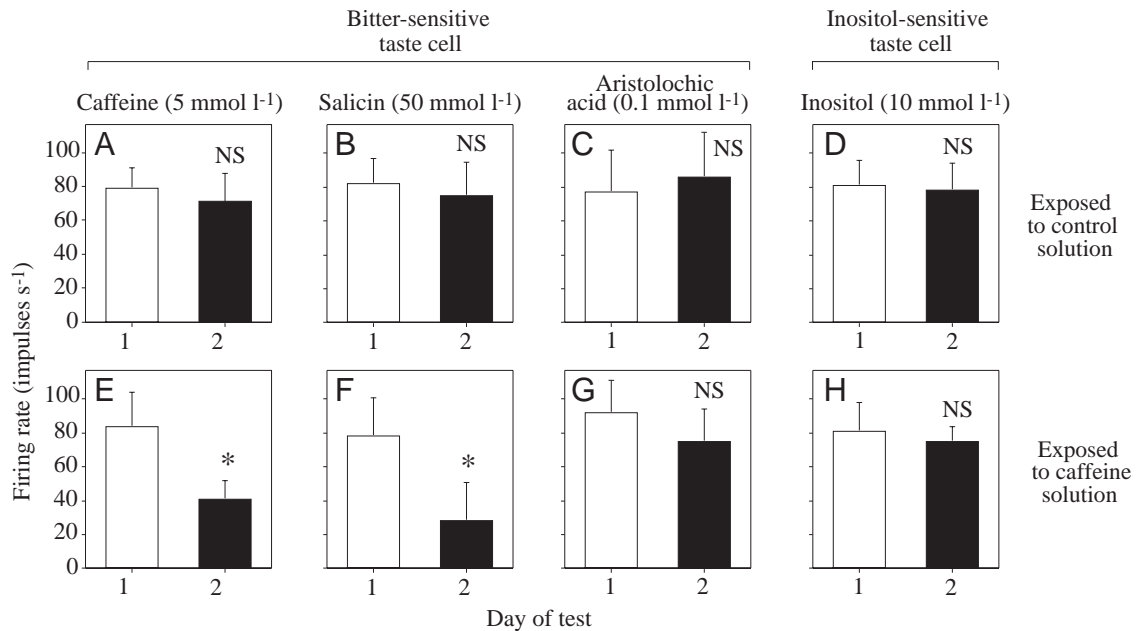 Bitter-sensitive
taste cell
Inositol-sensitive
taste cell
Caffeine (5 mmol l-1)
Salicin (50 mmol l-1)
Aristolochic
acid (0.1 mmol l-1)
Inositol (10 mmol l-1)
Firing rate (impulses s-1)
100
80
60
40
20
0
A
NS
1
2
B
NS
1
2
C
NS
1
2
D
NS
1
2
Exposed
to control
solution
100
80
60
40
20
0
E
*
1
2
F
*
1
2
G
NS
1
2
H
NS
1
2
Exposed
to caffeine
solution
Day of test